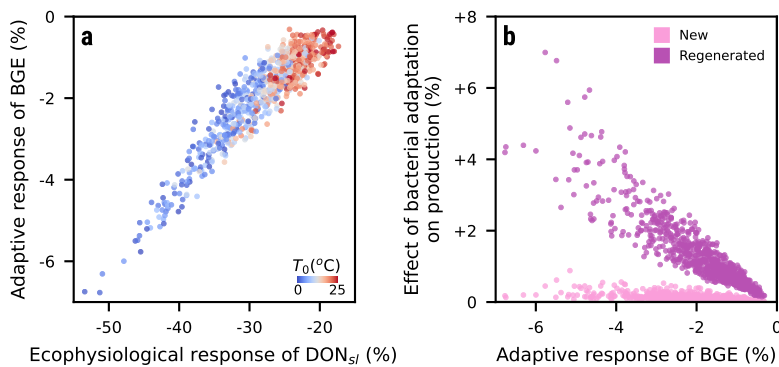 a
Adaptive response of BGE (%)
0
-2
-4
-6
T₀(°C)
0 25
-50 -40 -30 -20
Ecophysiological response of DONsl (%)
b
Effect of bacterial adaptation
on production (%)
+8
+6
+4
+2
0
New
Regenerated
-6 -4 -2 0
Adaptive response of BGE (%)